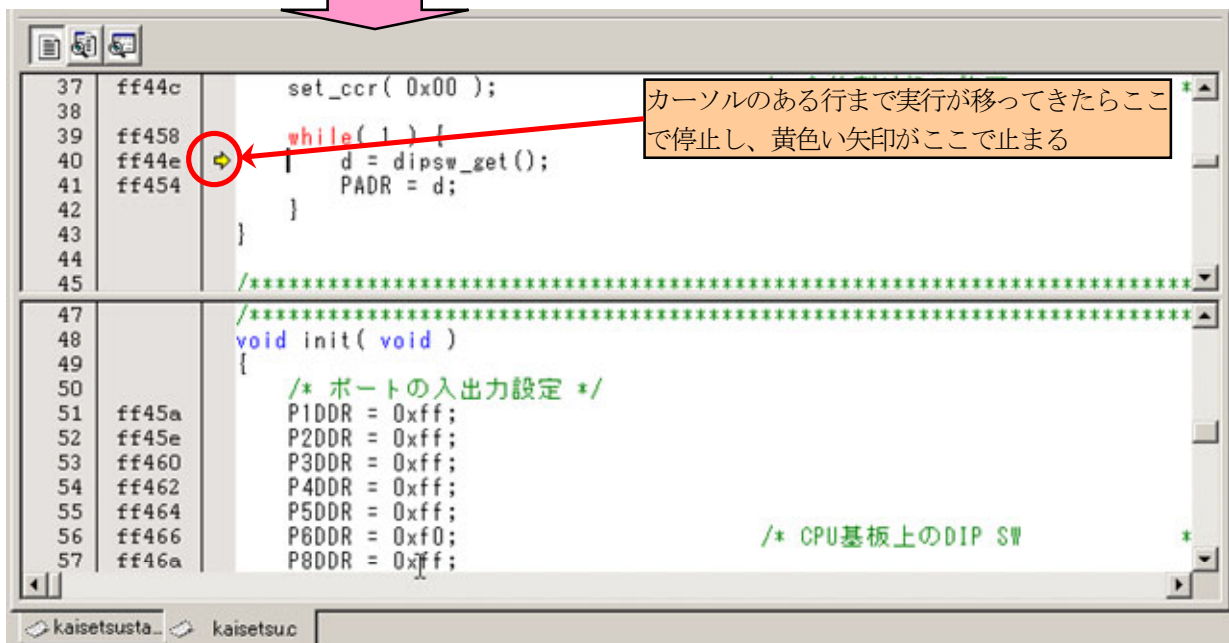 37 ff44c set_ccr( 0x00 ); *
カーソルのある行まで実行が移ってきたらここ
で停止し、黄色い矢印がここで止まる
38
39 ff458 while( 1 ) {
40 ff44e d = dipsw_get();
41 ff454 PADR = d;
42 }
43 }
44
45 /*************************************************************************
47 /*************************************************************************
48 void init( void )
49 {
50 /* ポートの入出力設定 */
51 ff45a P1DDR = 0xff;
52 ff45e P2DDR = 0xff;
53 ff460 P3DDR = 0xff;
54 ff462 P4DDR = 0xff;
55 ff464 P5DDR = 0xff;
56 ff466 P6DDR = 0xf0; /* CPU基板上のDIP SW *
57 ff46a P8DDR = 0xff;
kaisetsusta... kaisetsu.c